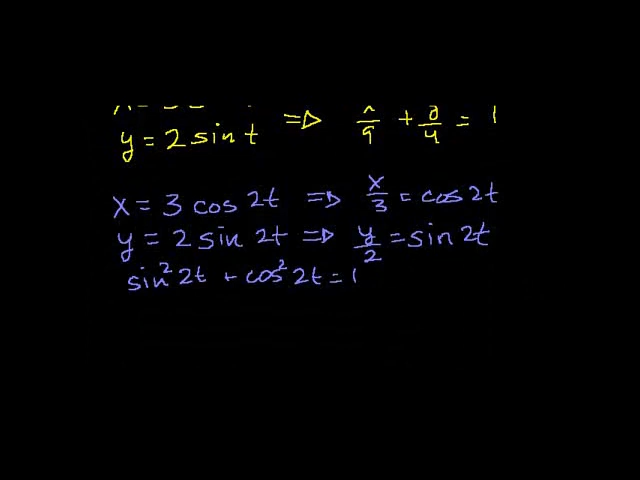 y = 2 sin t ⇒ /9 + /4 = 1
x = 3 cos 2t ⇒ x/3 = cos 2t
y = 2 sin 2t ⇒ y/2 = sin 2t
sin² 2t + cos² 2t = 1